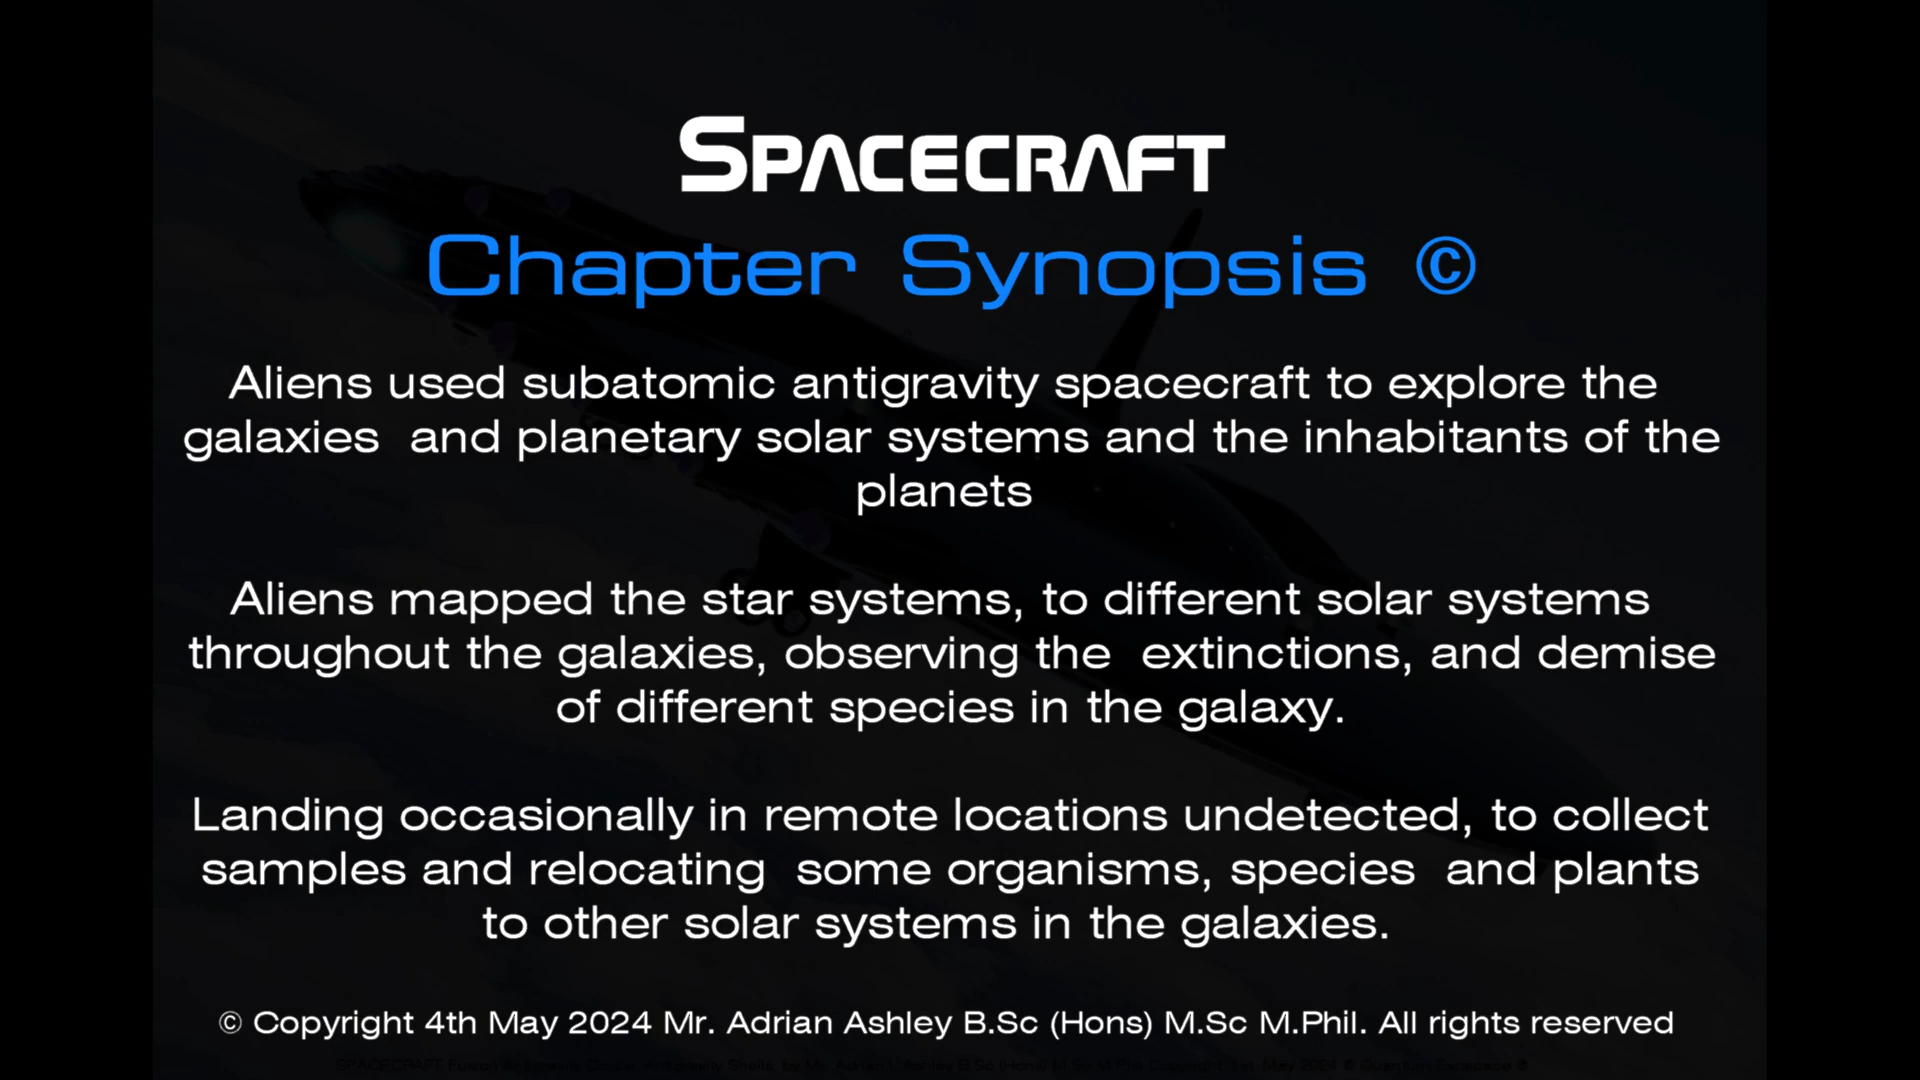 SPACECRAFT
Chapter Synopsis ©
Aliens used subatomic antigravity spacecraft to explore the
galaxies and planetary solar systems and the inhabitants of the
planets
Aliens mapped the star systems, to different solar systems
throughout the galaxies, observing the extinctions, and demise
of different species in the galaxy.
Landing occasionally in remote locations undetected, to collect
samples and relocating some organisms, species and plants
to other solar systems in the galaxies.
© Copyright 4th May 2024 Mr. Adrian Ashley B.Sc (Hons) M.Sc M.Phil. All rights reserved